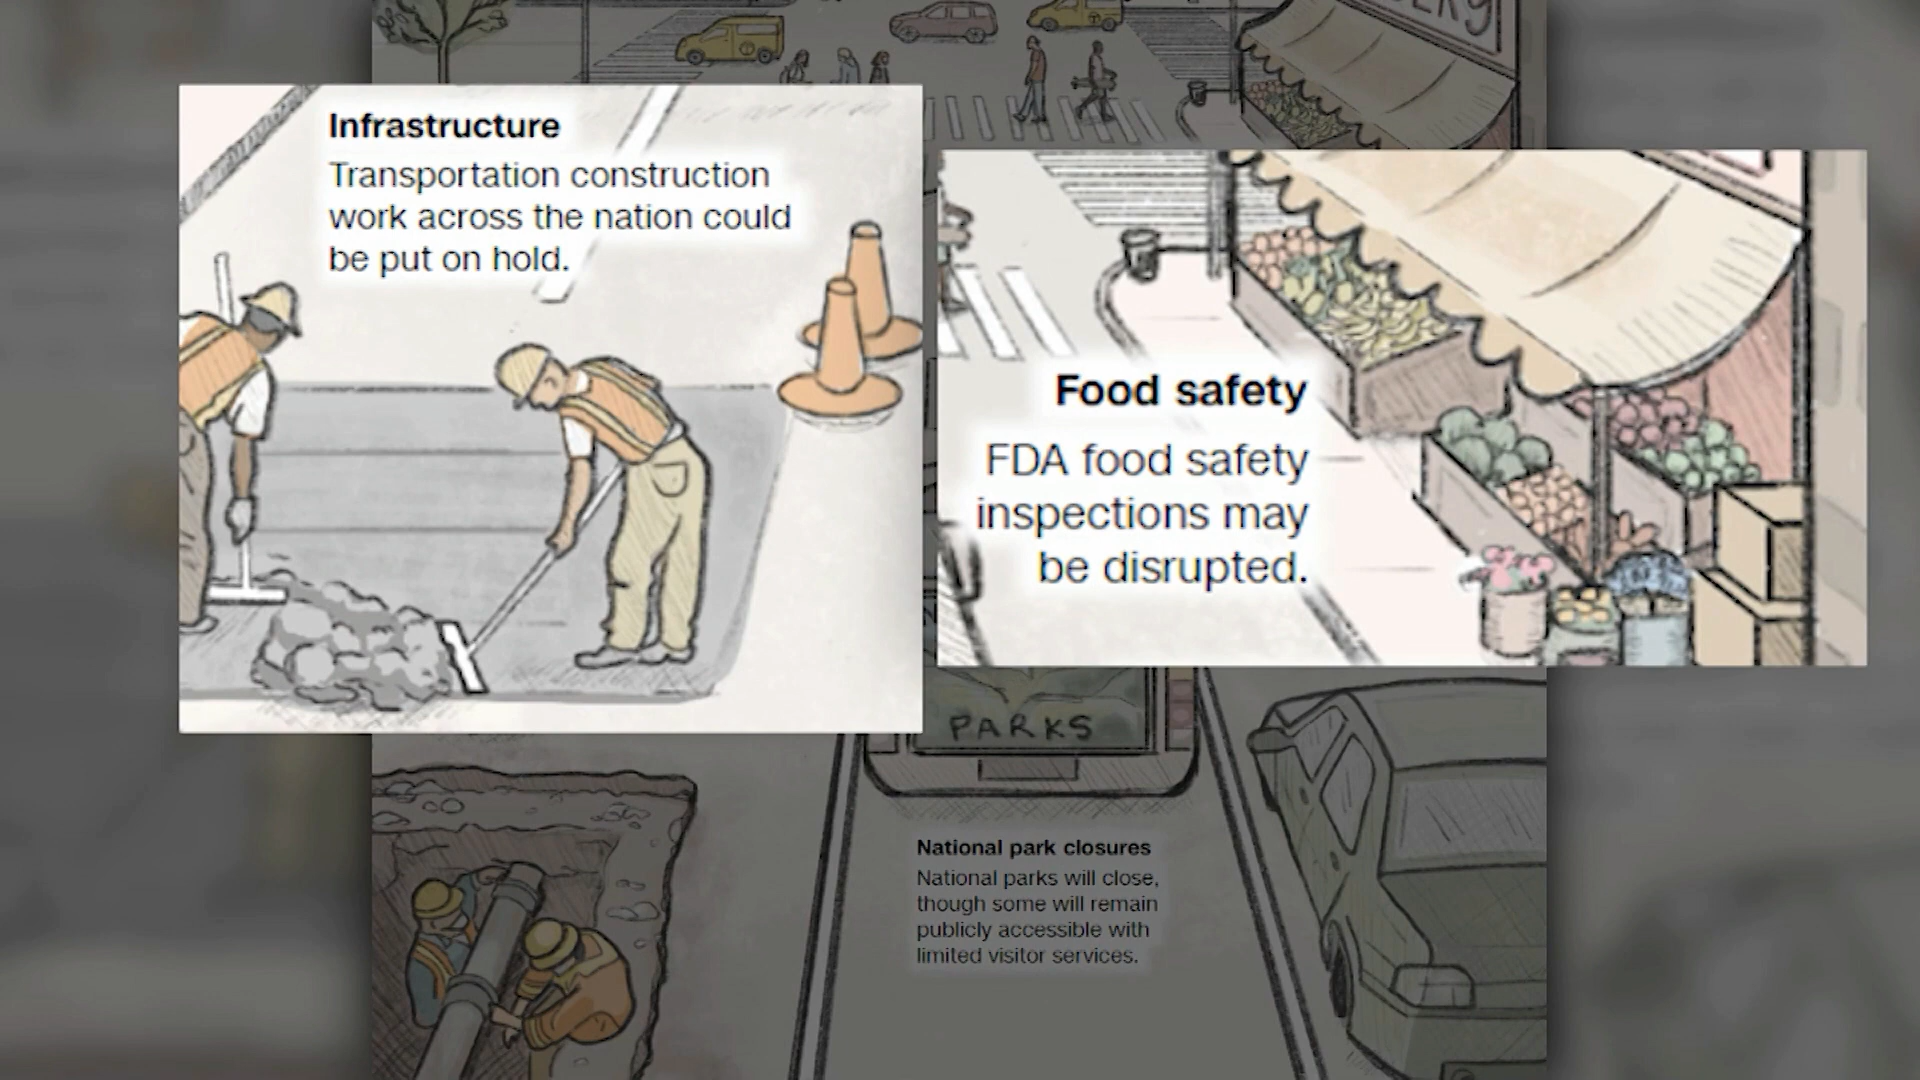 Infrastructure
Transportation construction
work across the nation could
be put on hold.
Food safety
FDA food safety
inspections may
be disrupted.
PARKS
National park closures
National parks will close,
though some will remain
publicly accessible with
limited visitor services.